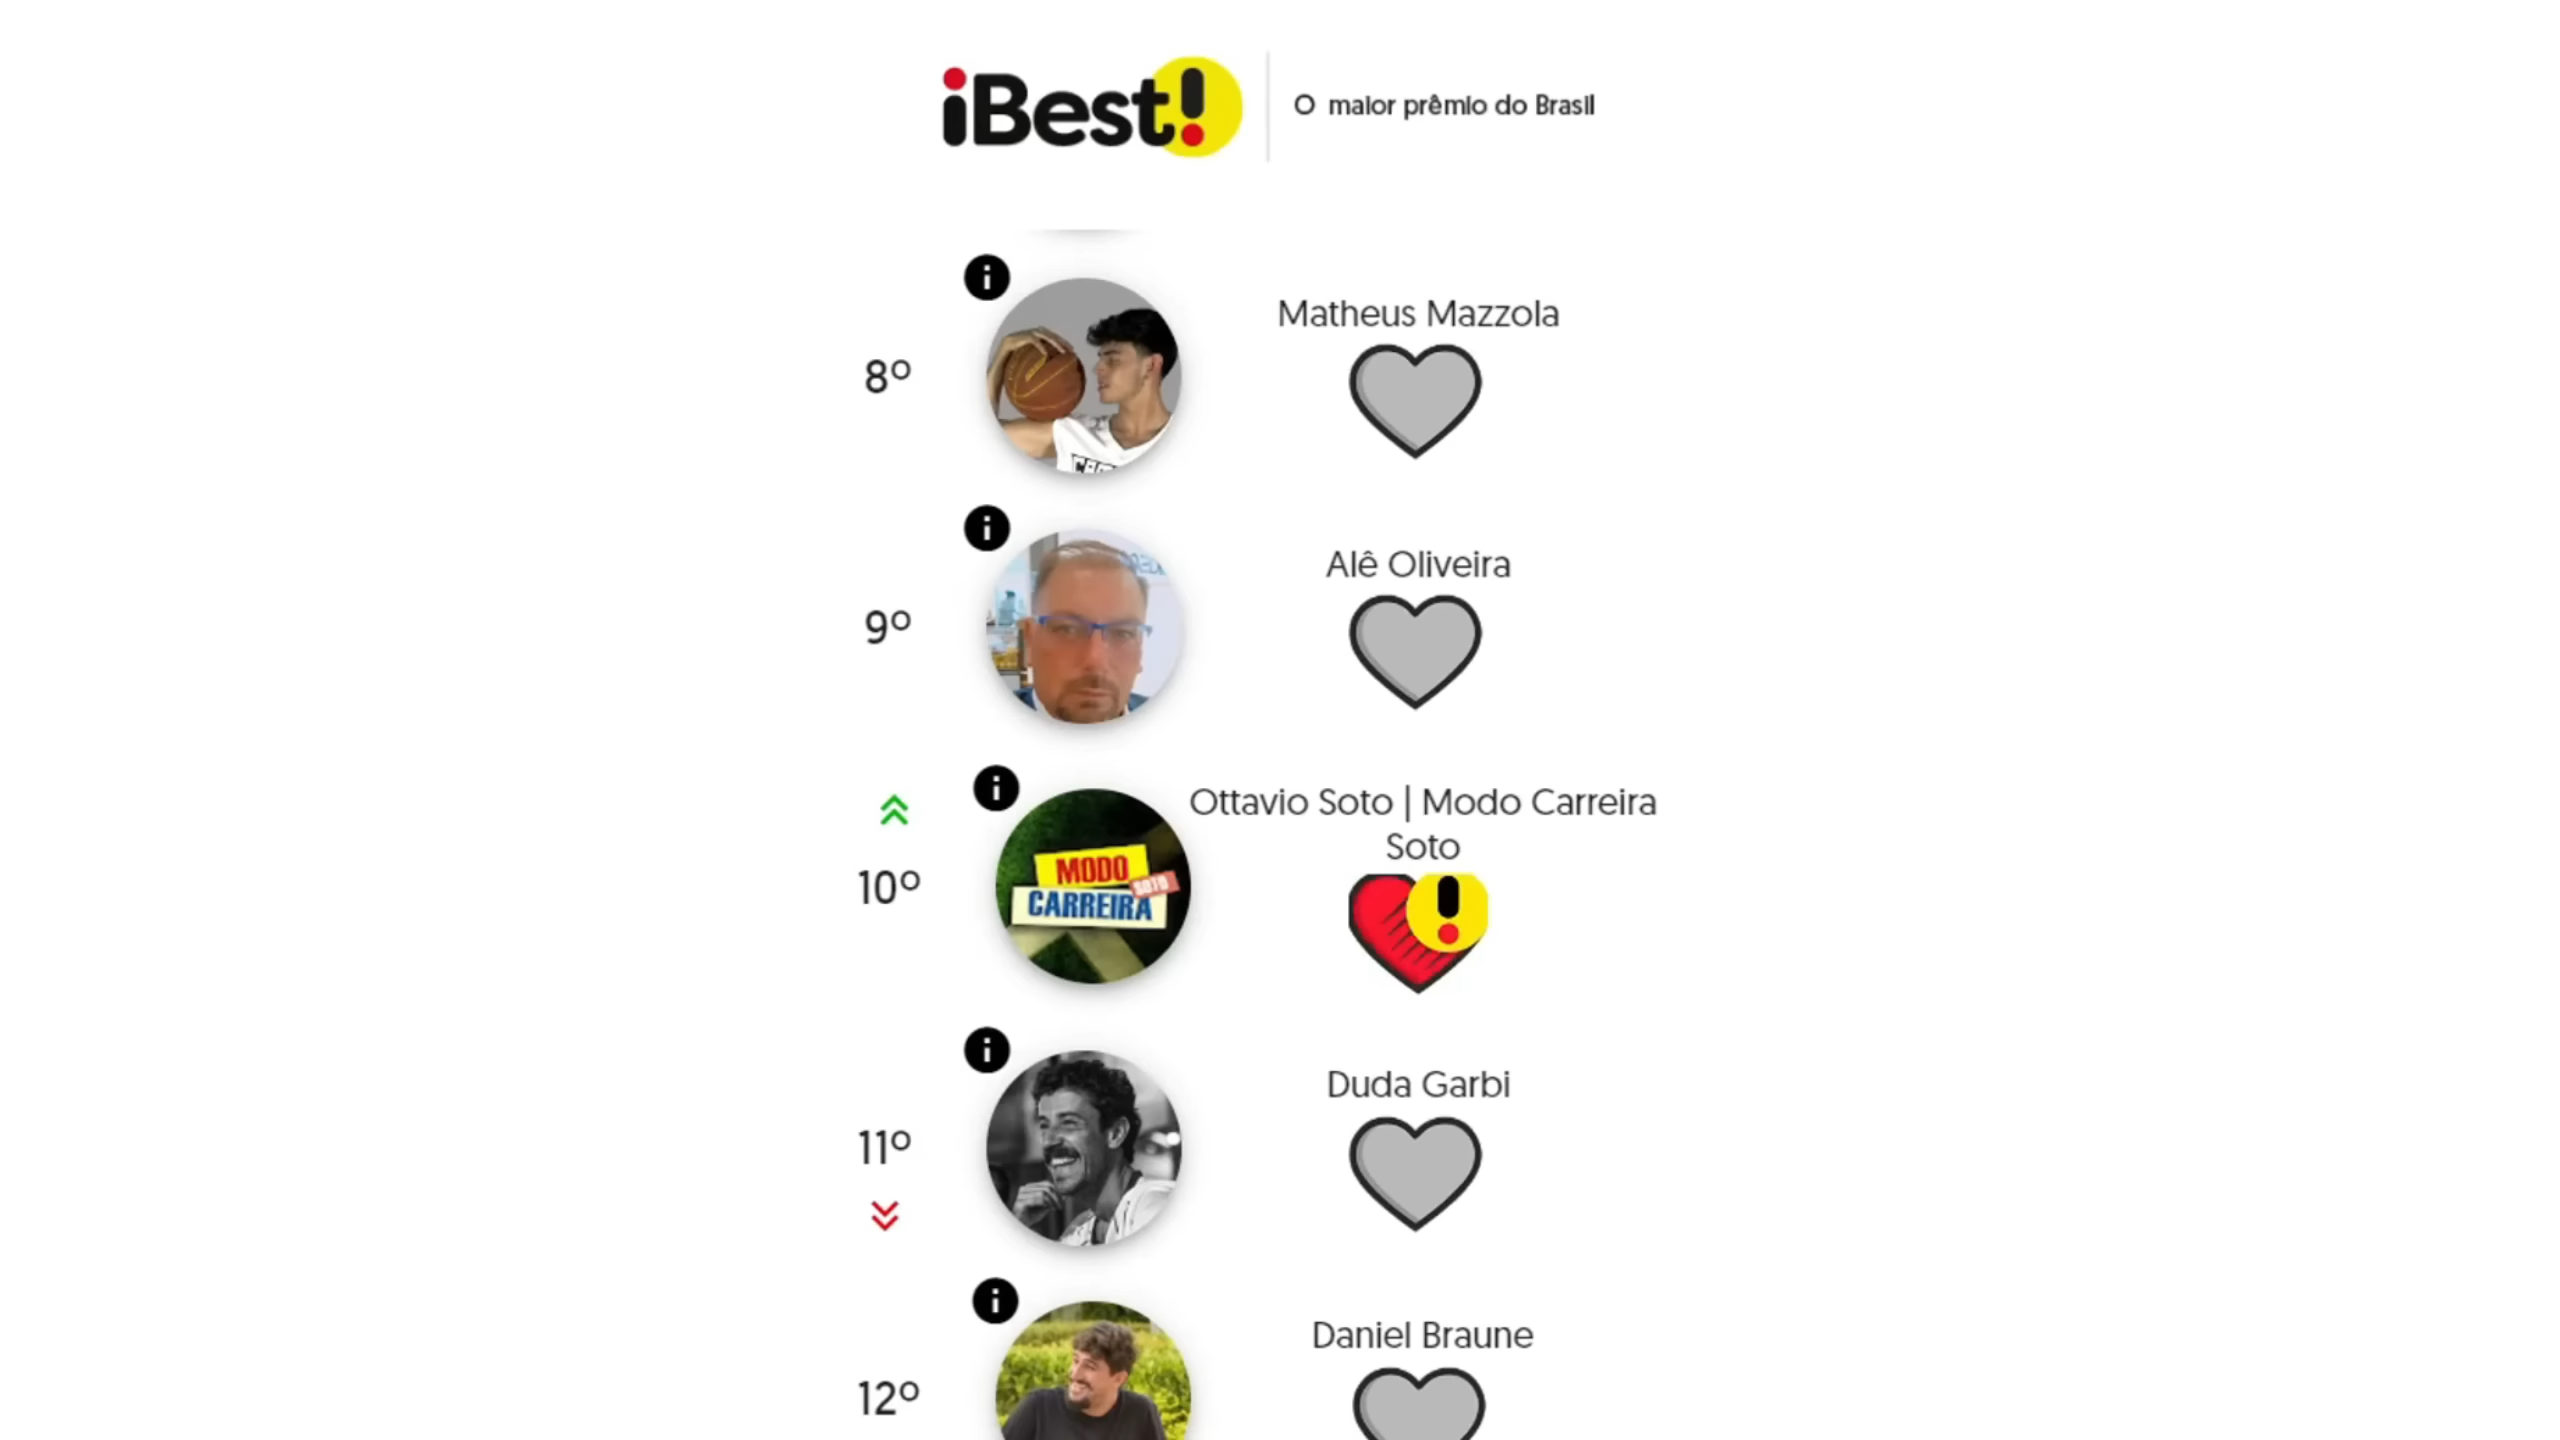 iBest!
O maior prêmio do Brasil
8º
Matheus Mazzola
9º
Alê Oliveira
10º
Ottavio Soto | Modo Carreira
Soto
MODO
SOTO
CARREIRA
11º
Duda Garbi
12º
Daniel Braune